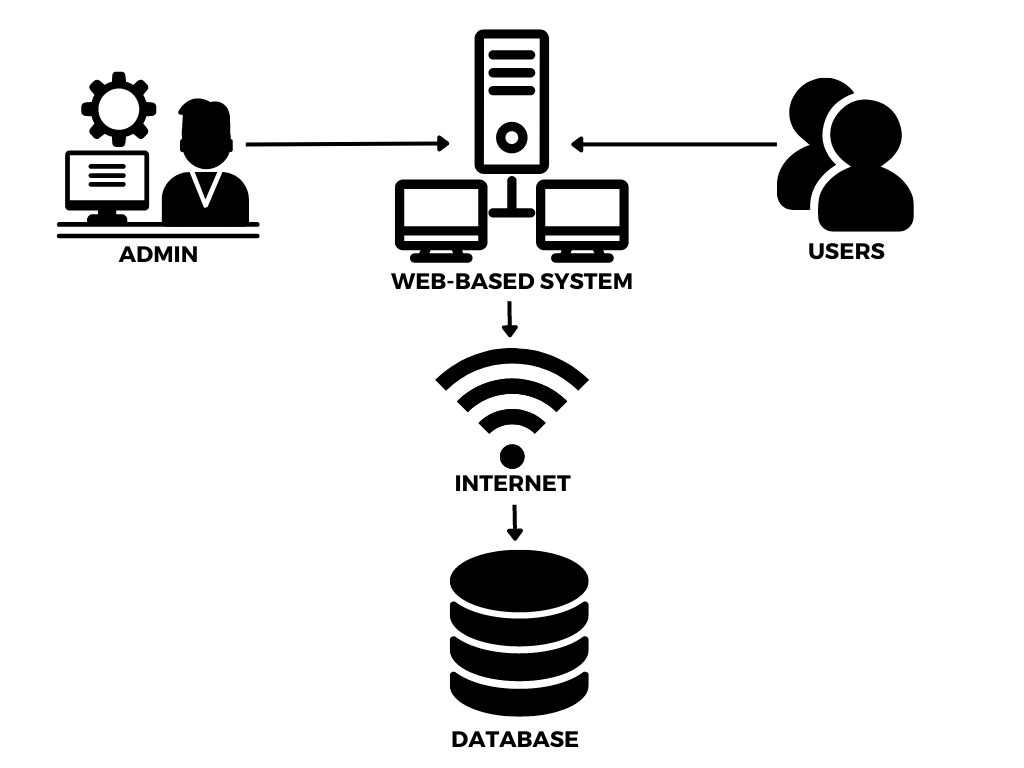 ADMIN
USERS
WEB-BASED SYSTEM
INTERNET
DATABASE